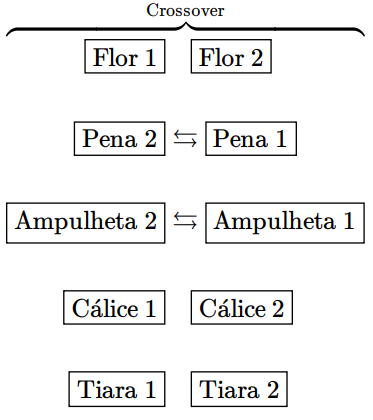 Crossover
Flor 1 Flor 2
Pena 2 ⇆ Pena 1
Ampulheta 2 ⇆ Ampulheta 1
Cálice 1 Cálice 2
Tiara 1 Tiara 2